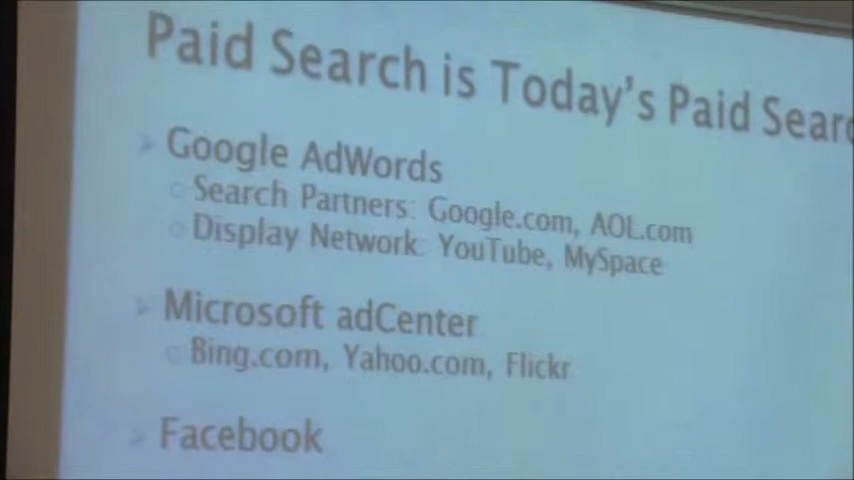 Paid Search is Today's Paid Sear
Google AdWords
Search Partners: Google.com, AOL.com
Display Network: YouTube, MySpace
Microsoft adCenter
Bing.com, Yahoo.com, Flickr
Facebook